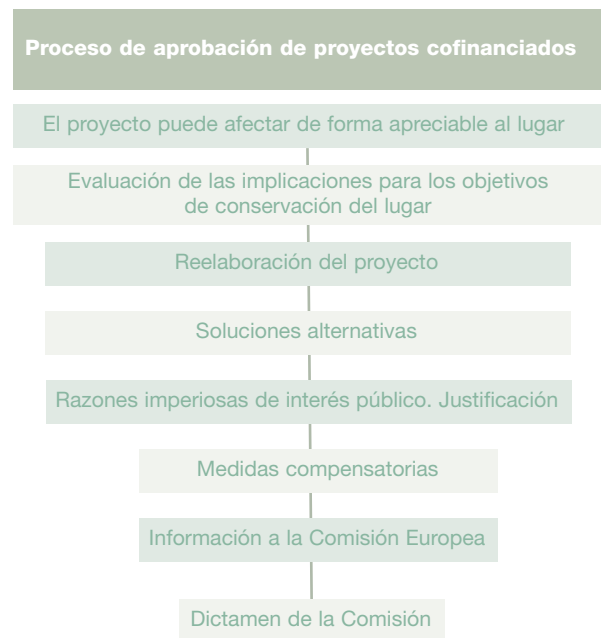 Proceso de aprobación de proyectos cofinanciados
El proyecto puede afectar de forma apreciable al lugar
Evaluación de las implicaciones para los objetivos
de conservación del lugar
Reelaboración del proyecto
Soluciones alternativas
Razones imperiosas de interés público. Justificación
Medidas compensatorias
Información a la Comisión Europea
Dictamen de la Comisión